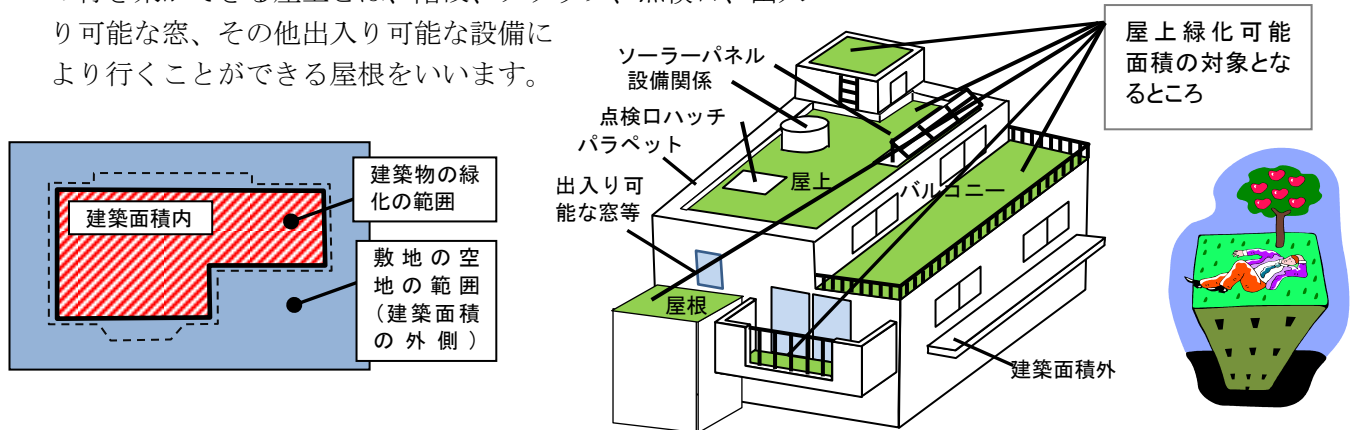 り可能な窓、その他出入り可能な設備に
より行くことができる屋根をいいます。
建築面積内
建築物の緑
化の範囲
敷地の空
地の範囲
(建築面積
の外側)
ソーラーパネル
設備関係
点検口ハッチ
パラペット
出入り可
能な窓等
屋上
バルコニー
屋根
建築面積外
屋上緑化可能
面積の対象とな
るところ